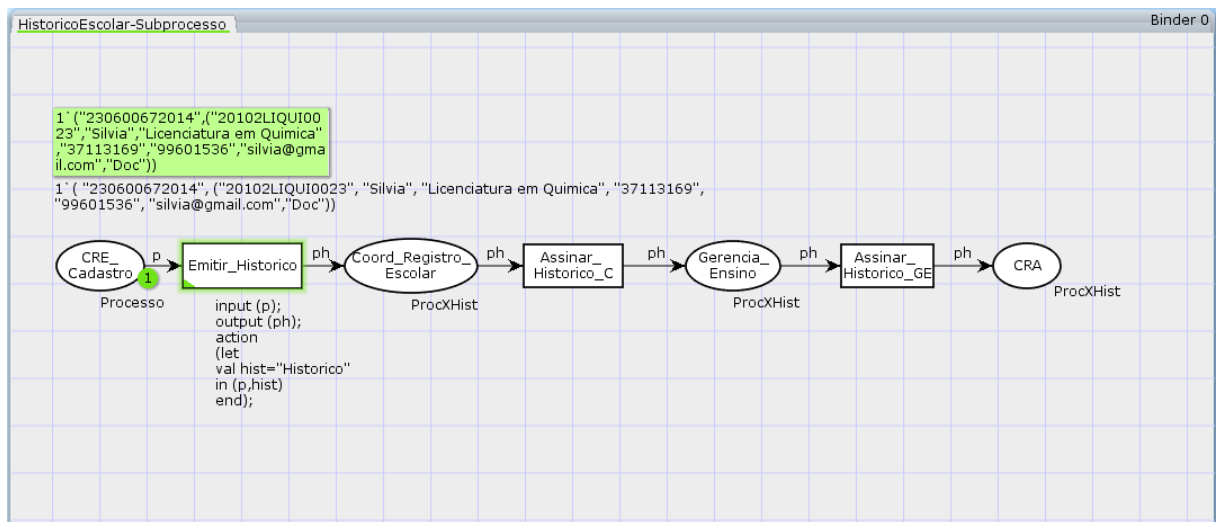 HistoricoEscolar-Subprocesso
Binder 0
1`("230600672014",("20102LIQUI00
23","Silvia","Licenciatura em Quimica"
,"37113169","99601536","silvia@gma
il.com","Doc"))
1`( "230600672014", ("20102LIQUI0023", "Silvia", "Licenciatura em Quimica", "37113169",
"99601536", "silvia@gmail.com","Doc"))
CRE_
Cadastro
1
Processo
p
Emitir_Historico
ph
Coord_Registro_
Escolar
ProcXHist
ph
Assinar_
Historico_C
ph
Gerencia_
Ensino
ProcXHist
ph
Assinar_
Historico_GE
ph
CRA
ProcXHist
input (p);
output (ph);
action
(let
val hist="Historico"
in (p,hist)
end);